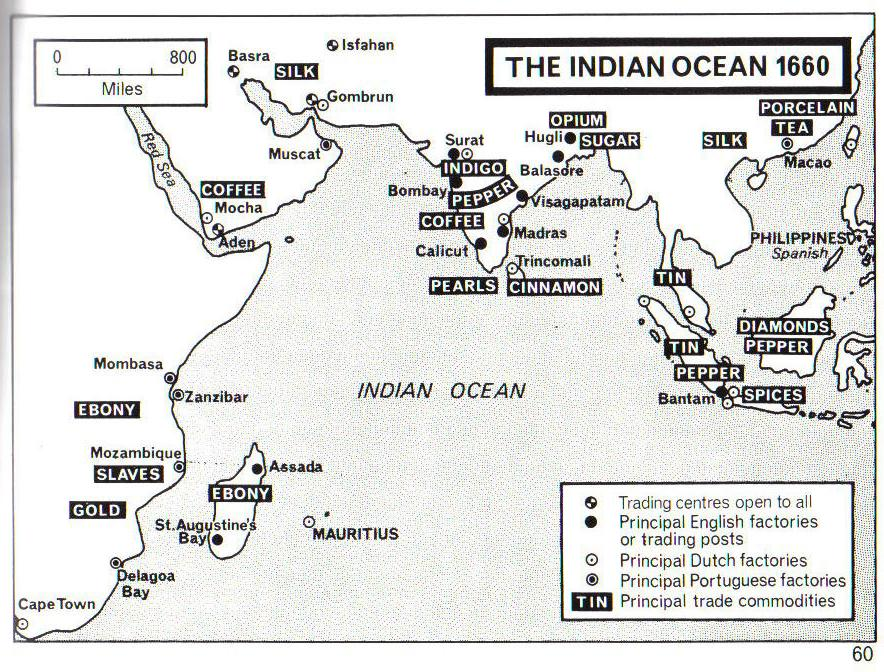 THE INDIAN OCEAN 1660
0 800
Miles
Isfahan
Basra
SILK
Gombrun
Muscat
Red Sea
COFFEE
Mocha
Aden
OPIUM
Hugli
SUGAR
Surat
INDIGO
Balasore
Bombay
PEPPER
Visagapatam
COFFEE
Madras
Calicut
Trincomali
PEARLS
CINNAMON
PORCELAIN
TEA
SILK
Macao
PHILIPPINES
Spanish
TIN
DIAMONDS
PEPPER
TIN
PEPPER
Bantam
SPICES
Mombasa
Zanzibar
EBONY
INDIAN OCEAN
Mozambique
SLAVES
Assada
EBONY
GOLD
St. Augustine's
Bay
MAURITIUS
Delagoa
Bay
Cape Town
Trading centres open to all
Principal English factories
or trading posts
Principal Dutch factories
Principal Portuguese factories
TIN Principal trade commodities
60